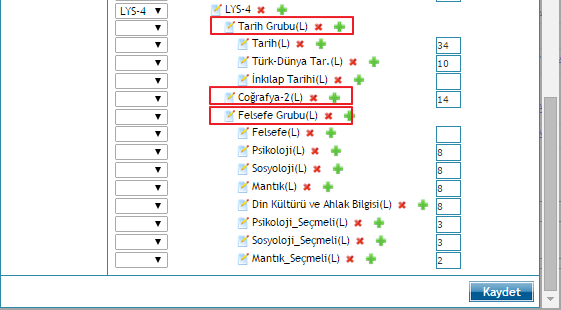 LYS-4 LYS-4
Tarih Grubu(L)
Tarih(L) 34
Türk-Dünya Tar.(L) 10
İnkılap Tarihi(L)
Coğrafya-2(L) 14
Felsefe Grubu(L)
Felsefe(L)
Psikoloji(L) 8
Sosyoloji(L) 8
Mantık(L) 8
Din Kültürü ve Ahlak Bilgisi(L) 8
Psikoloji_Seçmeli(L) 3
Sosyoloji_Seçmeli(L) 3
Mantık_Seçmeli(L) 2
Kaydet